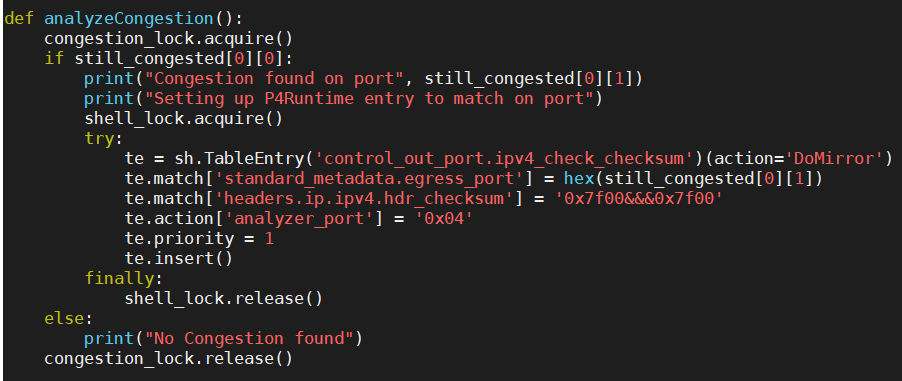 def analyzeCongestion():
    congestion_lock.acquire()
    if still_congested[0][0]:
        print("Congestion found on port", still_congested[0][1])
        print("Setting up P4Runtime entry to match on port")
        shell_lock.acquire()
        try:
            te = sh.TableEntry('control_out_port.ipv4_check_checksum')(action='DoMirror')
            te.match['standard_metadata.egress_port'] = hex(still_congested[0][1])
            te.match['headers.ip.ipv4.hdr_checksum'] = '0x7f00&&&0x7f00'
            te.action['analyzer_port'] = '0x04'
            te.priority = 1
            te.insert()
        finally:
            shell_lock.release()
    else:
        print("No Congestion found")
    congestion_lock.release()